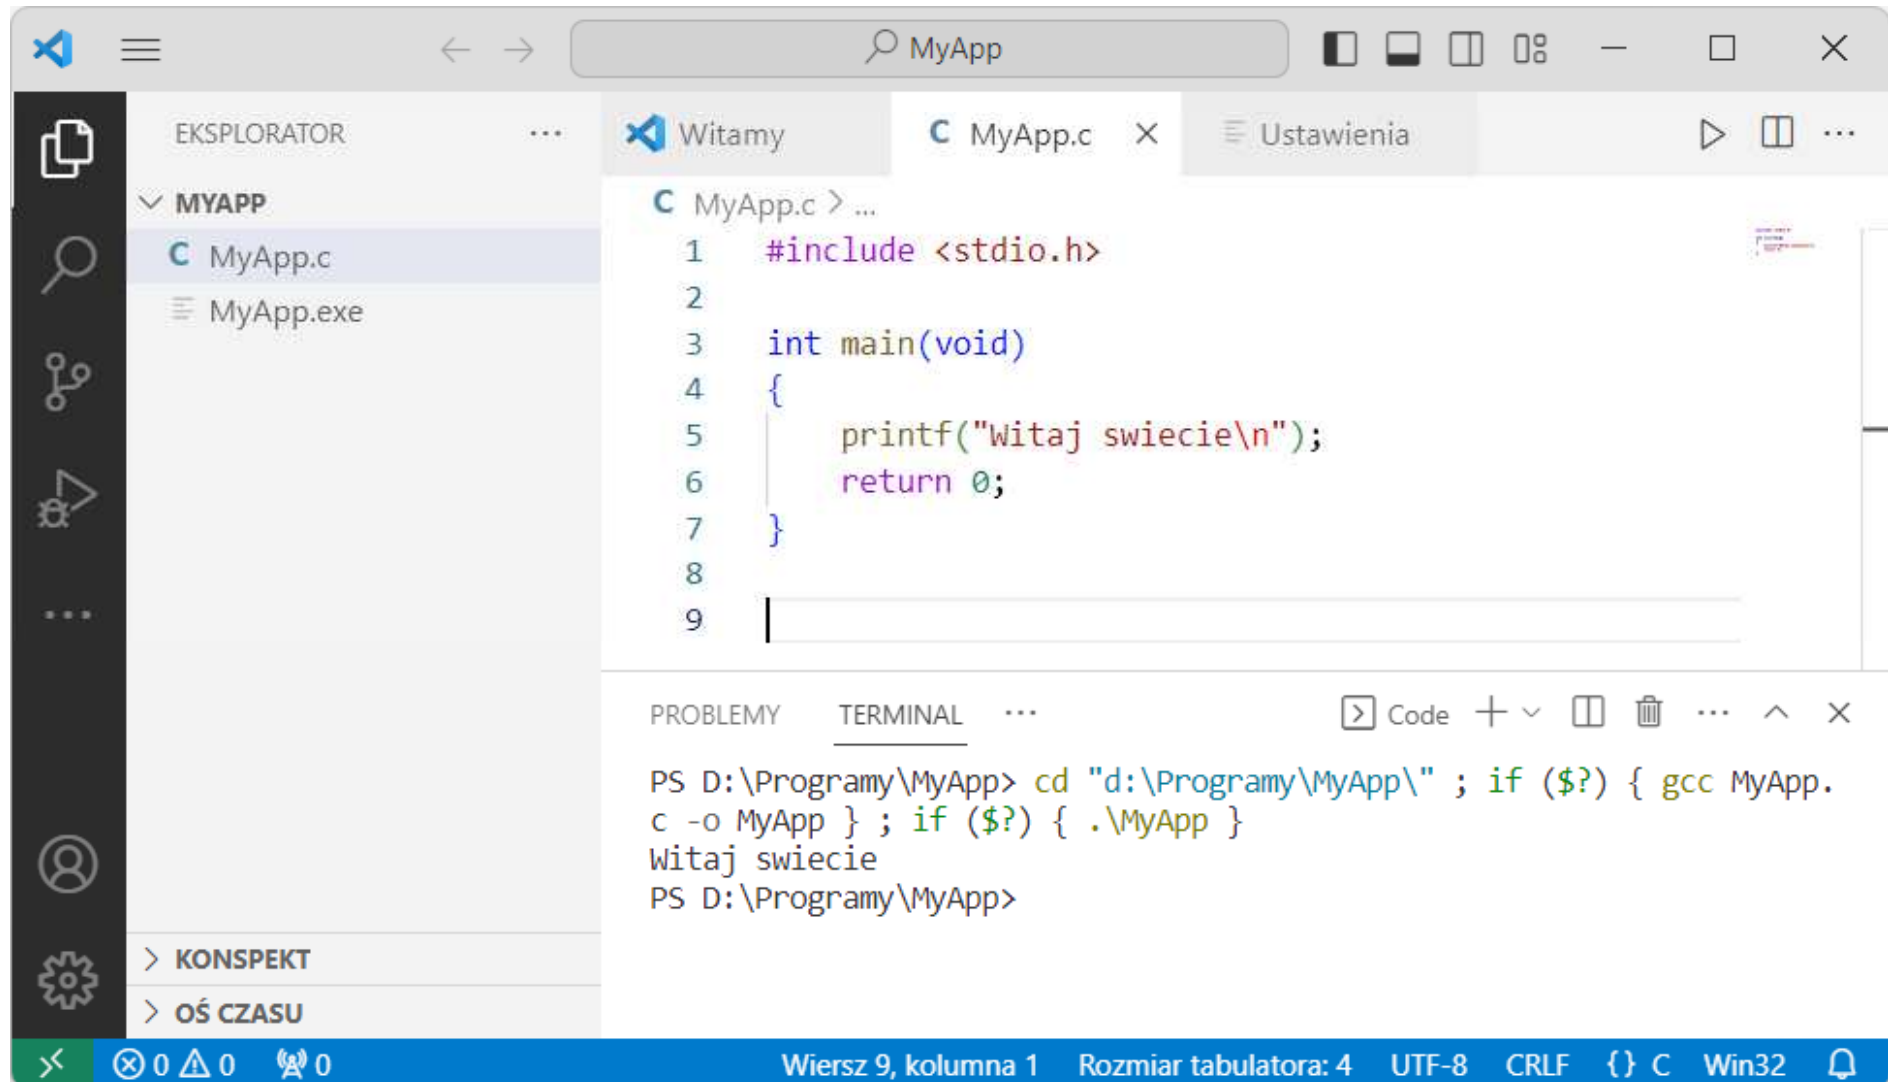 MyApp
EKSPLORATOR
MYAPP
C MyApp.c
MyApp.exe
KONSPEKT
OŚ CZASU
Witamy
C MyApp.c
Ustawienia
C MyApp.c > ...
1 #include <stdio.h>
2
3 int main(void)
4 {
5 printf("Witaj swiecie\n");
6 return 0;
7 }
8
9
PROBLEMY TERMINAL ... Code
PS D:\Programy\MyApp> cd "d:\Programy\MyApp\" ; if ($?) { gcc MyApp.
c -o MyApp } ; if ($?) { .\MyApp }
Witaj swiecie
PS D:\Programy\MyApp>
0 0 0 Wiersz 9, kolumna 1 Rozmiar tabulatora: 4 UTF-8 CRLF {} C Win32